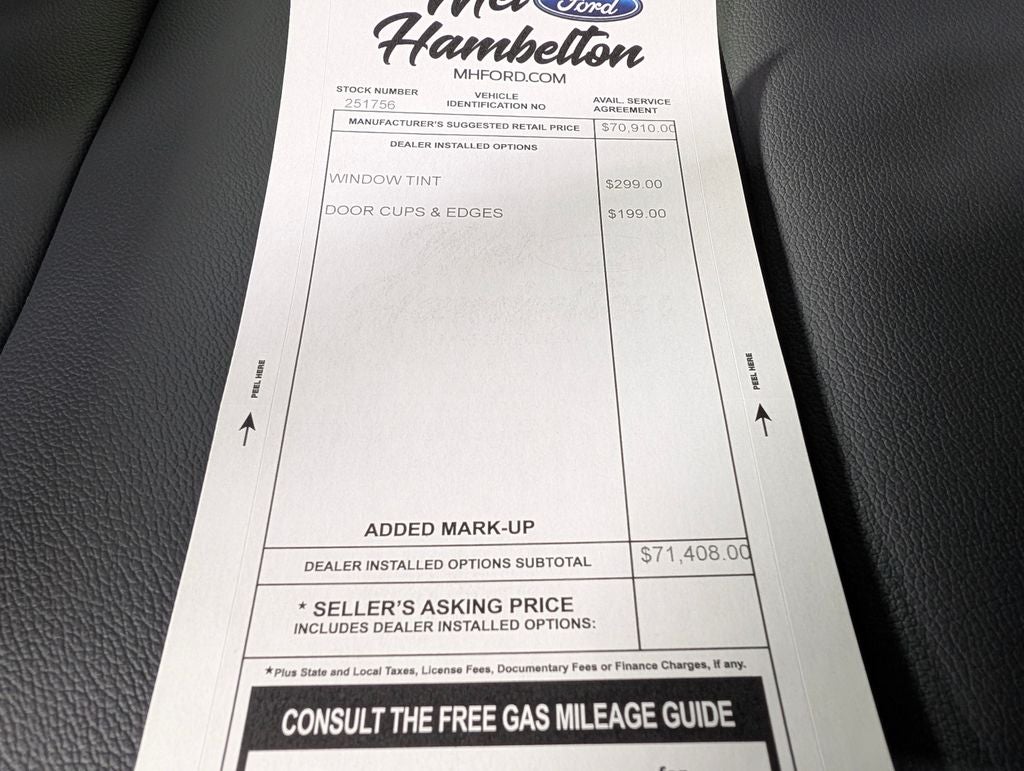 Mel Ford
Hambelton
MHFORD.COM
STOCK NUMBER
251756
VEHICLE
IDENTIFICATION NO
AVAIL. SERVICE
AGREEMENT
MANUFACTURER'S SUGGESTED RETAIL PRICE $70,910.00
DEALER INSTALLED OPTIONS
WINDOW TINT $299.00
DOOR CUPS & EDGES $199.00
PEEL HERE
PEEL HERE
ADDED MARK-UP
DEALER INSTALLED OPTIONS SUBTOTAL $71,408.00
* SELLER'S ASKING PRICE
INCLUDES DEALER INSTALLED OPTIONS:
*Plus State and Local Taxes, License Fees, Documentary Fees or Finance Charges, if any.
CONSULT THE FREE GAS MILEAGE GUIDE